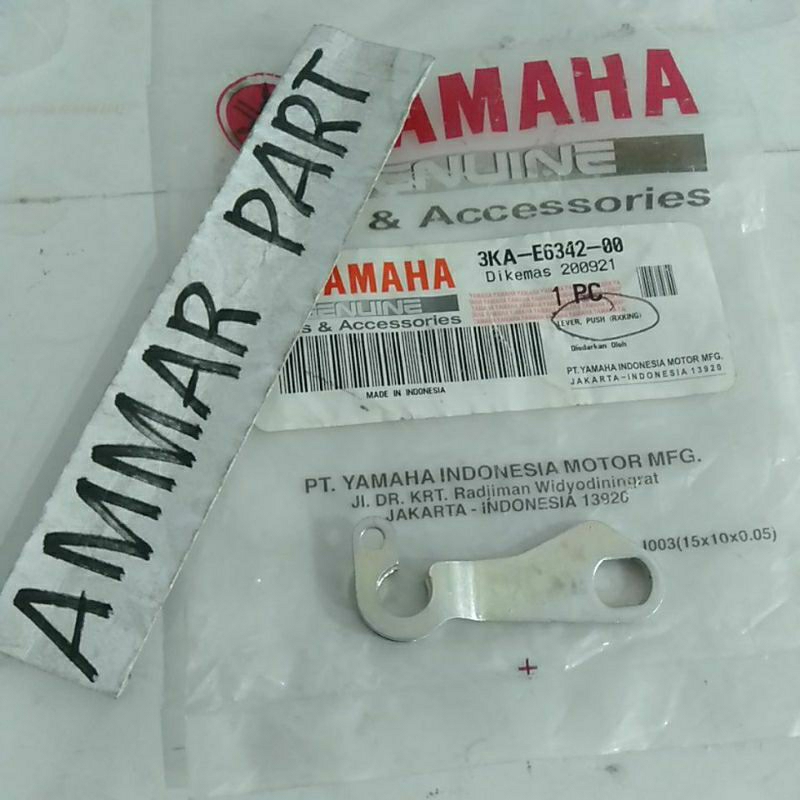 AMMAR PART
YAMAHA
GENUINE
& Accessories
3KA-E6342-00
Dikemas 200921
YAMAHA
1 PC
GENUINE
LEVER, PUSH (RXKING)
s & Accessories
Diedarkan Oleh
PT. YAMAHA INDONESIA MOTOR MFG.
JAKARTA-INDONESIA 13920
MADE IN INDONESIA
PT. YAMAHA INDONESIA MOTOR MFG.
Jl. DR. KRT. Radjiman Widyodiningrat
JAKARTA - INDONESIA 13920
I003(15x10x0.05)